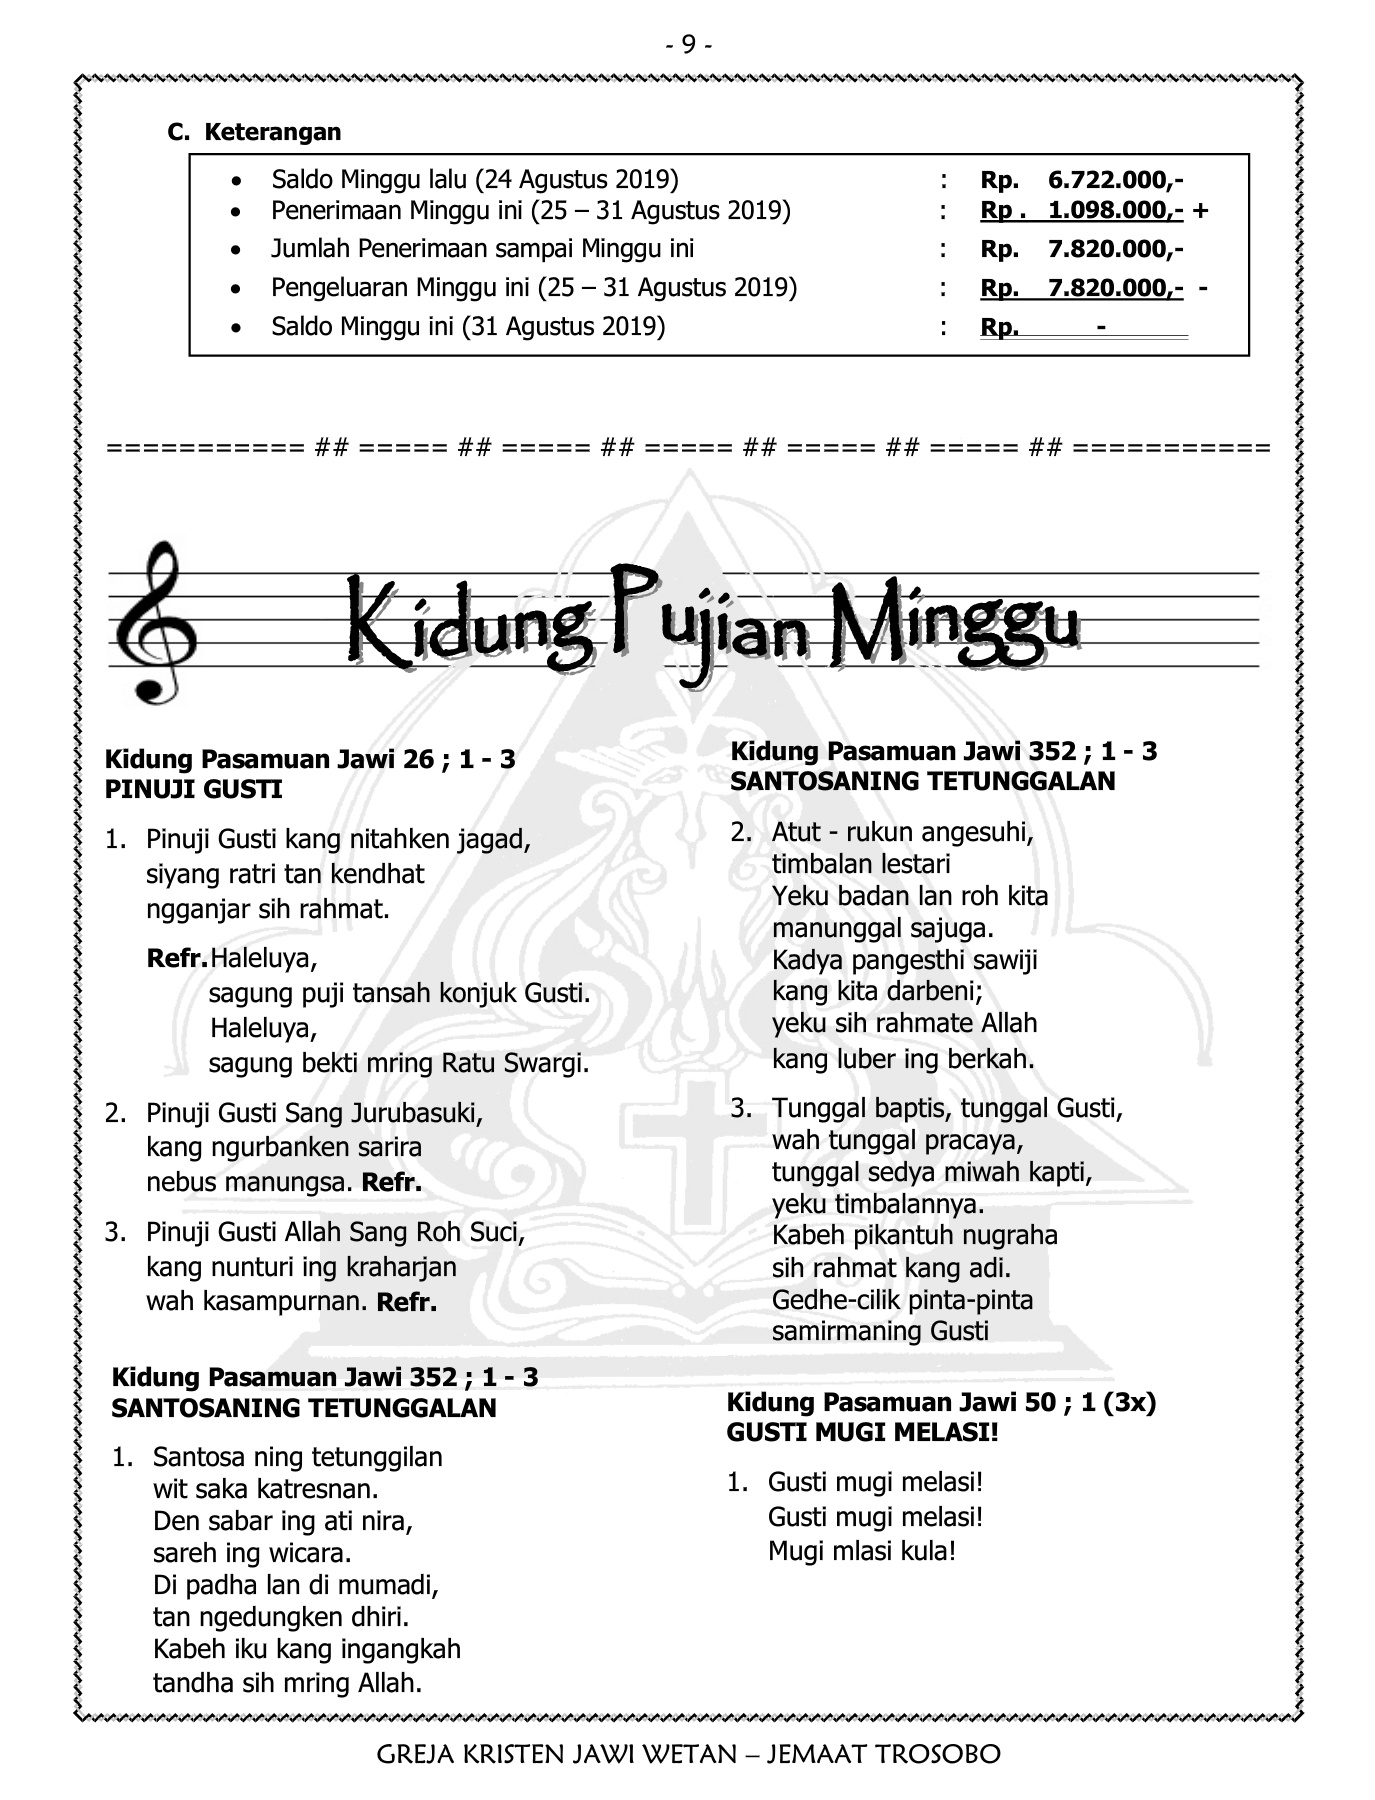 - 9 -
C. Keterangan
• Saldo Minggu lalu (24 Agustus 2019) : Rp. 6.722.000,-
• Penerimaan Minggu ini (25 – 31 Agustus 2019) : Rp . 1.098.000,- +
• Jumlah Penerimaan sampai Minggu ini : Rp. 7.820.000,-
• Pengeluaran Minggu ini (25 – 31 Agustus 2019) : Rp. 7.820.000,- -
• Saldo Minggu ini (31 Agustus 2019) : Rp. -
=========== ## ===== ## ===== ## ===== ## ===== ## ===== ## ===========
Kidung Pujian Minggu
Kidung Pasamuan Jawi 26 ; 1 - 3
PINUJI GUSTI
1. Pinuji Gusti kang nitahken jagad,
siyang ratri tan kendhat
ngganjar sih rahmat.
Refr.Haleluya,
sagung puji tansah konjuk Gusti.
Haleluya,
sagung bekti mring Ratu Swargi.
2. Pinuji Gusti Sang Jurubasuki,
kang ngurbanken sarira
nebus manungsa. Refr.
3. Pinuji Gusti Allah Sang Roh Suci,
kang nunturi ing kraharjan
wah kasampurnan. Refr.
Kidung Pasamuan Jawi 352 ; 1 - 3
SANTOSANING TETUNGGALAN
1. Santosa ning tetunggilan
wit saka katresnan.
Den sabar ing ati nira,
sareh ing wicara.
Di padha lan di mumadi,
tan ngedungken dhiri.
Kabeh iku kang ingangkah
tandha sih mring Allah.
Kidung Pasamuan Jawi 352 ; 1 - 3
SANTOSANING TETUNGGALAN
2. Atut - rukun angesuhi,
timbalan lestari
Yeku badan lan roh kita
manunggal sajuga.
Kadya pangesthi sawiji
kang kita darbeni;
yeku sih rahmate Allah
kang luber ing berkah.
3. Tunggal baptis, tunggal Gusti,
wah tunggal pracaya,
tunggal sedya miwah kapti,
yeku timbalannya.
Kabeh pikantuh nugraha
sih rahmat kang adi.
Gedhe-cilik pinta-pinta
samirmaning Gusti
Kidung Pasamuan Jawi 50 ; 1 (3x)
GUSTI MUGI MELASI!
1. Gusti mugi melasi!
Gusti mugi melasi!
Mugi mlasi kula!
GREJA KRISTEN JAWI WETAN – JEMAAT TROSOBO